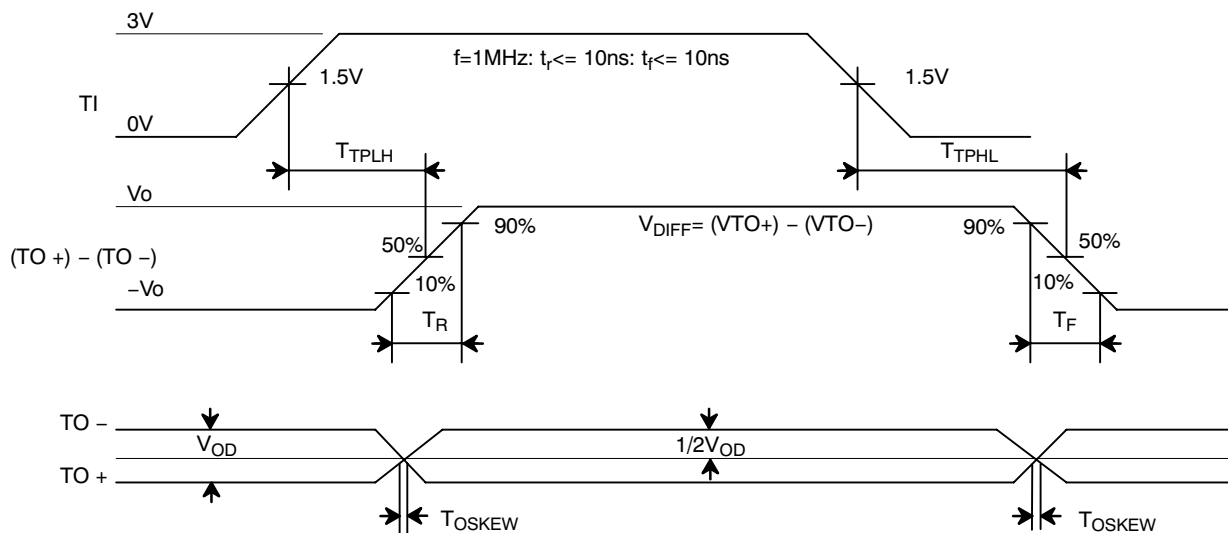 3V
f=1MHz: tr<= 10ns: tf<= 10ns
1.5V
1.5V
TI
0V
TTPLH
TTPHL
Vo
90%
VDIFF= (VTO+) − (VTO−)
90%
50%
50%
(TO +) − (TO −)
10%
10%
−Vo
TR
TF
TO −
VOD
1/2VOD
TO +
TOSKEW
TOSKEW